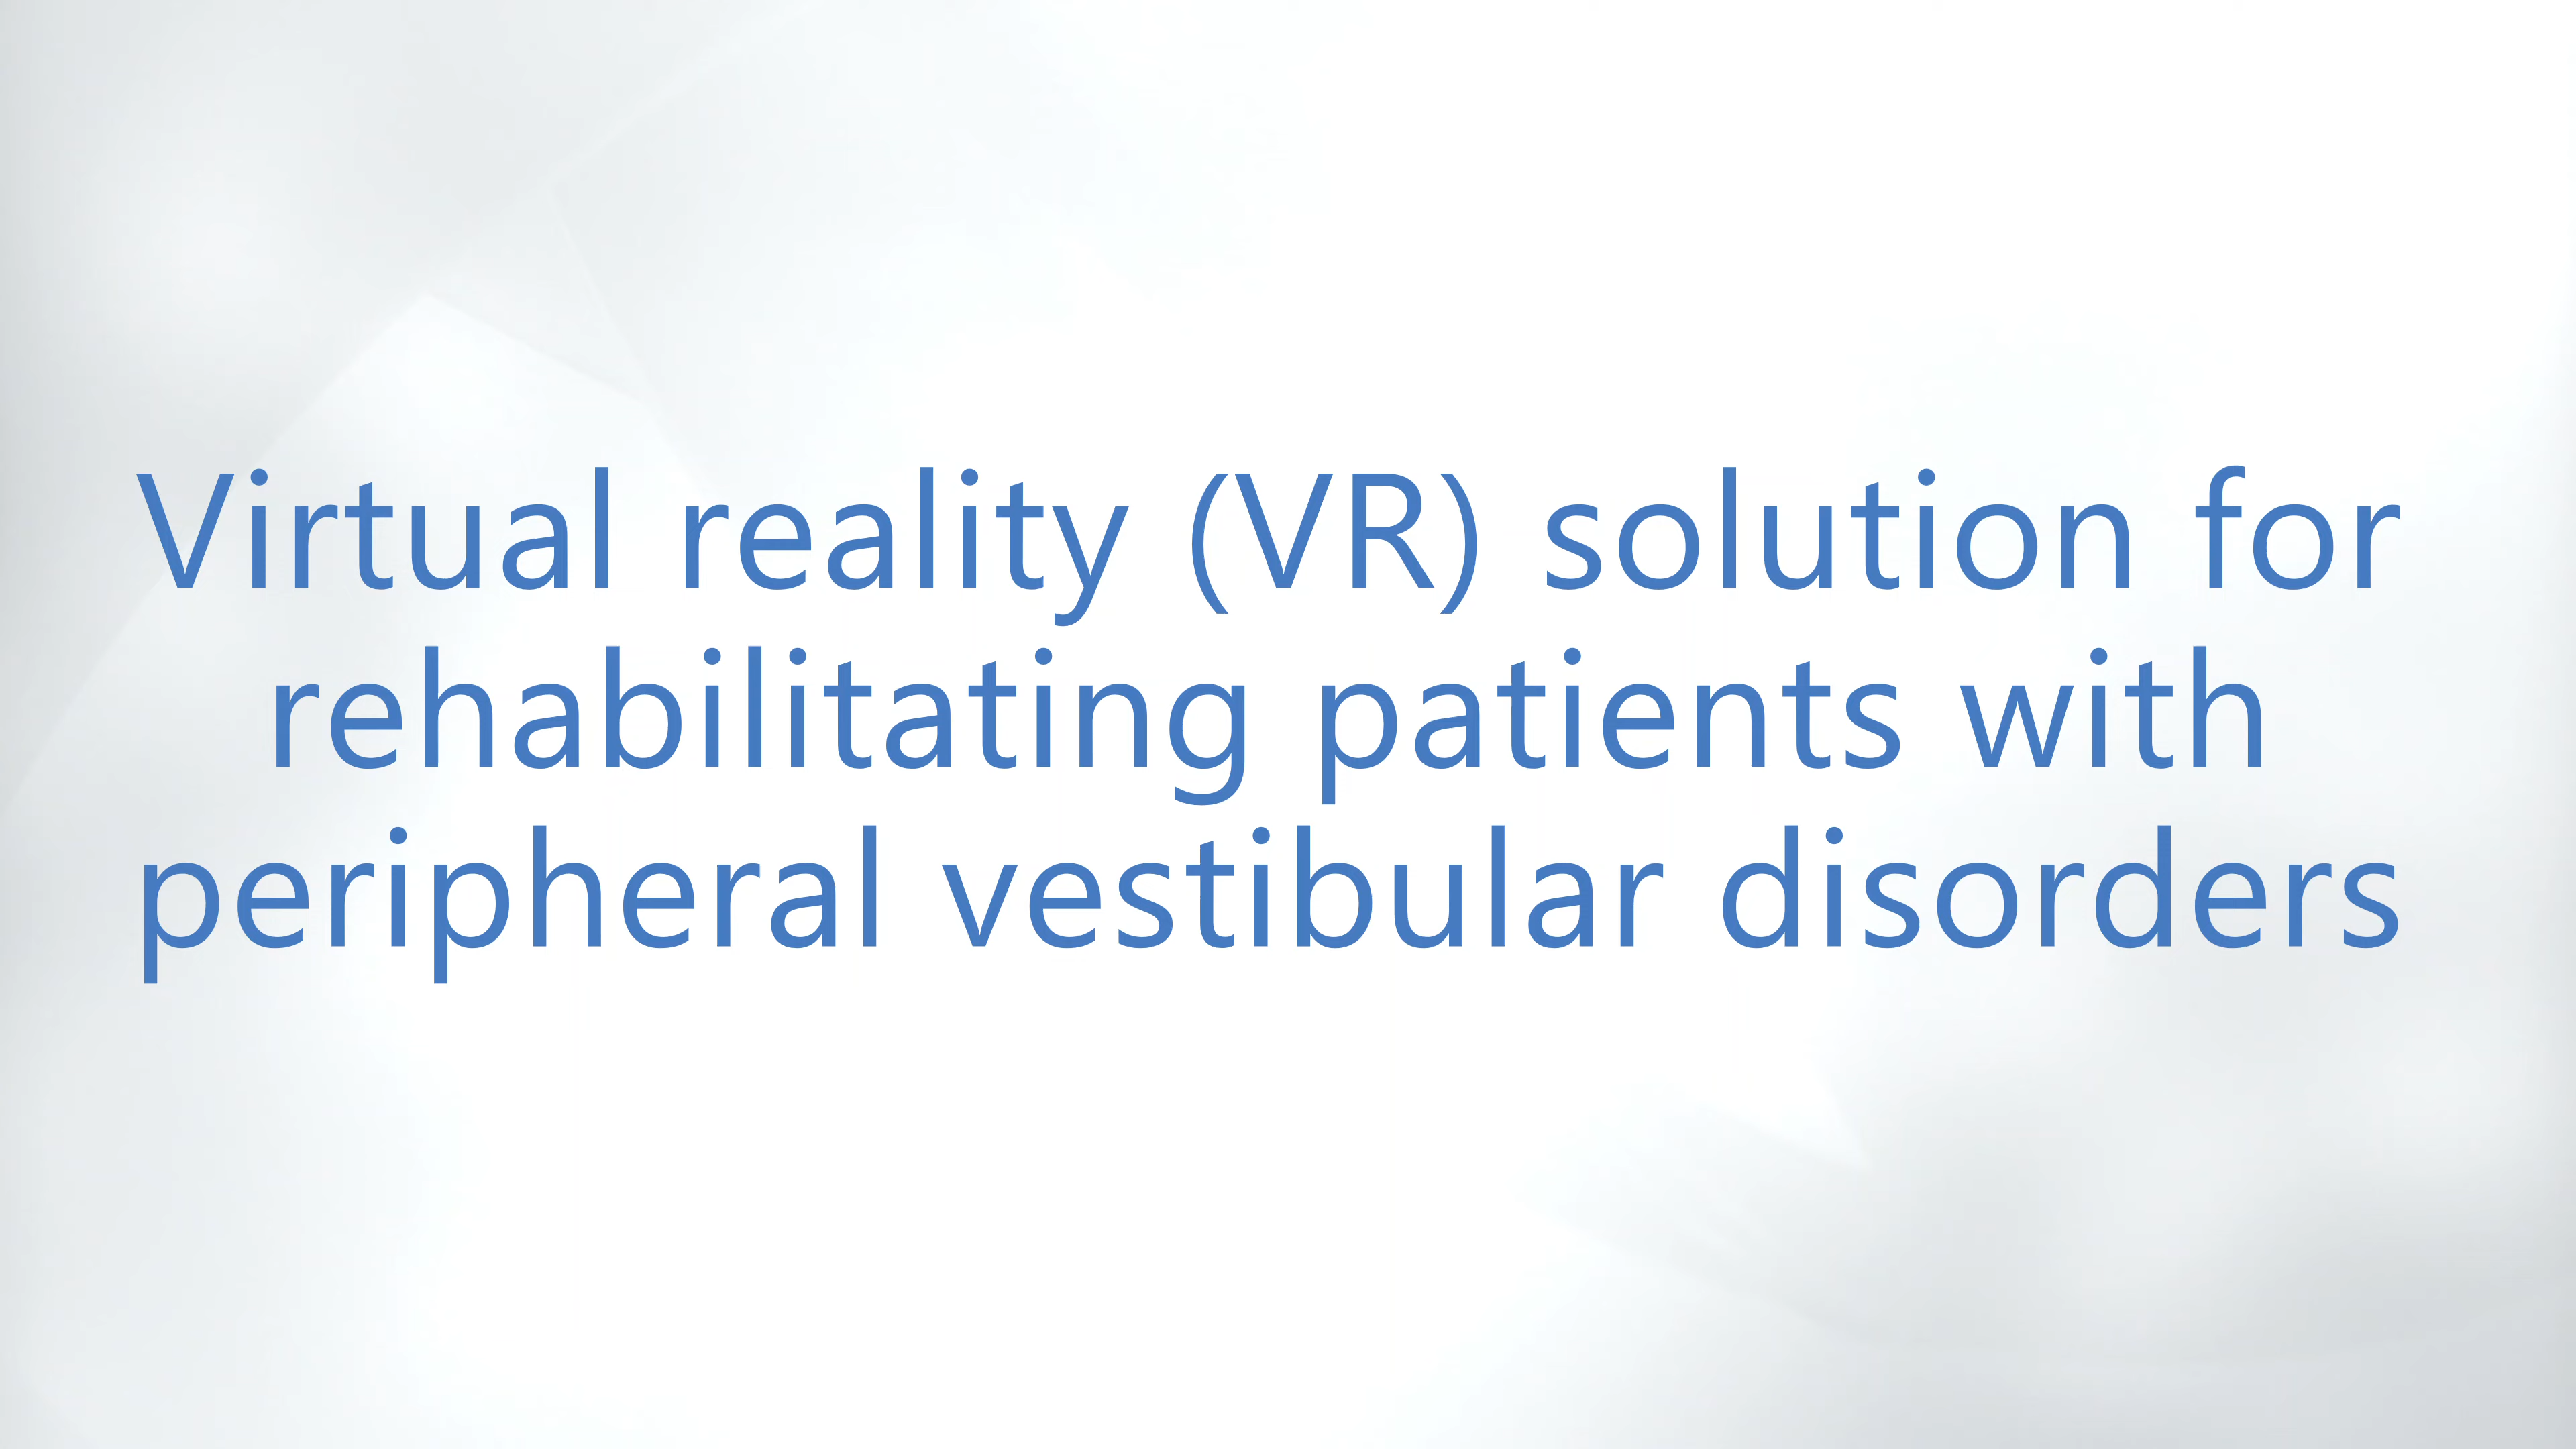 Virtual reality (VR) solution for
rehabilitating patients with
peripheral vestibular disorders